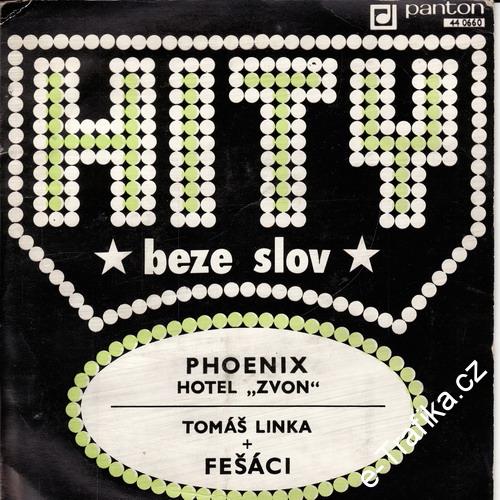 panton
44 0660
HITY
★ beze slov ★
PHOENIX
HOTEL „ZVON“
TOMÁŠ LINKA
+
FEŠÁCI
e-Trafika.cz